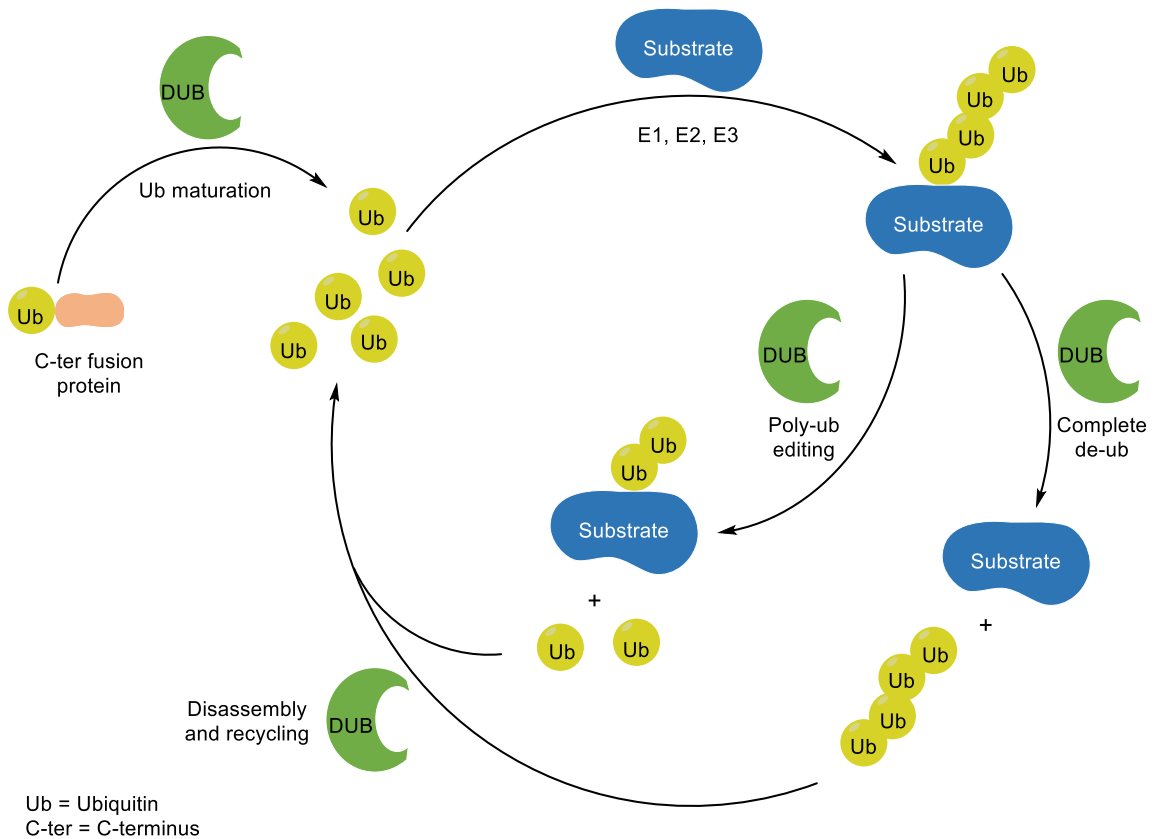 DUB
Ub maturation
Ub
C-ter fusion
protein
Ub
Ub
Ub
Ub
Ub
Substrate
E1, E2, E3
Ub
Ub
Ub
Ub
Substrate
DUB
Poly-ub
editing
DUB
Complete
de-ub
Ub
Ub
Substrate
+
Ub
Ub
Substrate
+
Ub
Ub
Ub
Ub
Disassembly
and recycling
DUB
Ub = Ubiquitin
C-ter = C-terminus